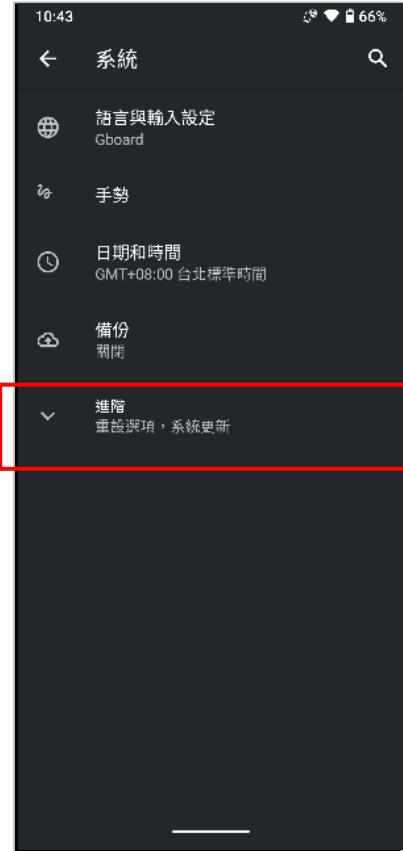 10:43
66%
系統
語言與輸入設定
Gboard
手勢
日期和時間
GMT+08:00 台北標準時間
備份
關閉
進階
重設選項，系統更新